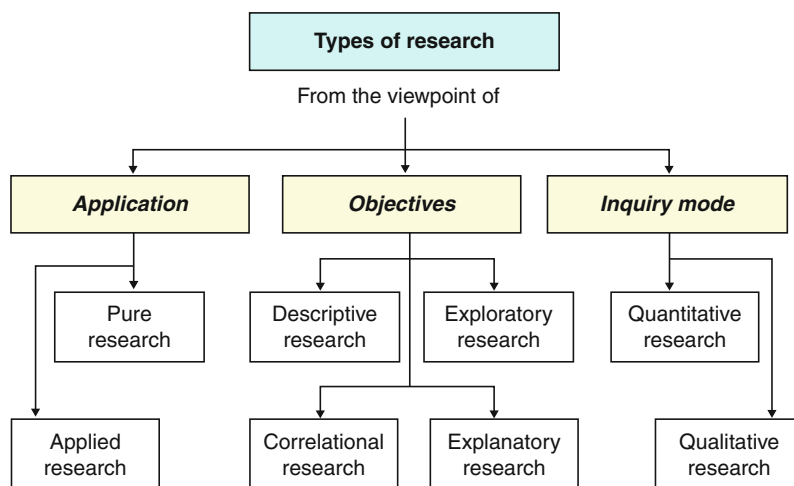 Types of research
From the viewpoint of
Application
Objectives
Inquiry mode
Pure
research
Descriptive
research
Exploratory
research
Quantitative
research
Applied
research
Correlational
research
Explanatory
research
Qualitative
research